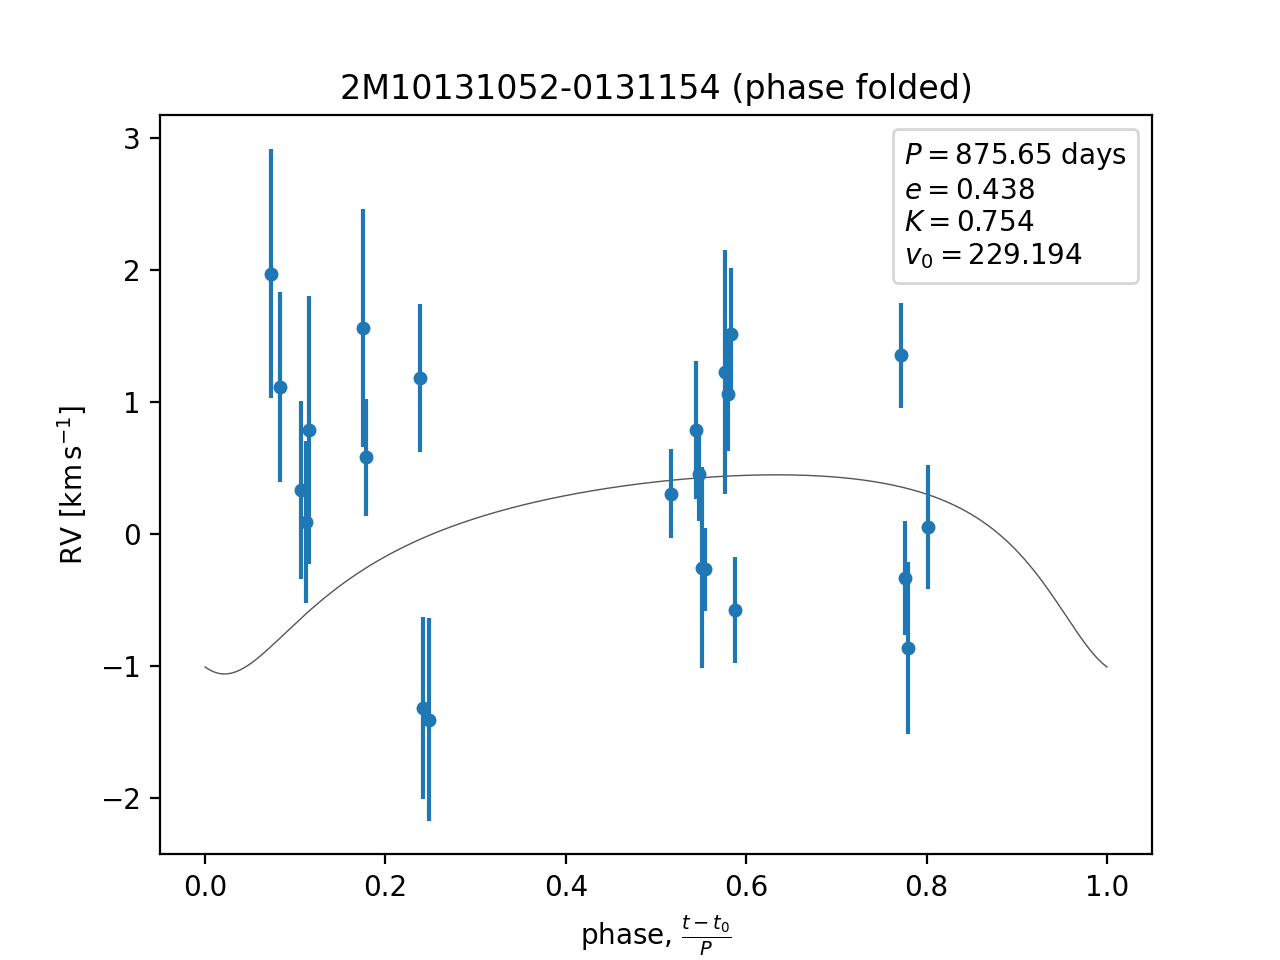 2M10131052-0131154 (phase folded)
P = 875.65 days
e = 0.438
K = 0.754
v₀ = 229.194
3
2
1
0
−1
−2
RV [km s⁻¹]
0.0 0.2 0.4 0.6 0.8 1.0
phase, (t − t₀)/P